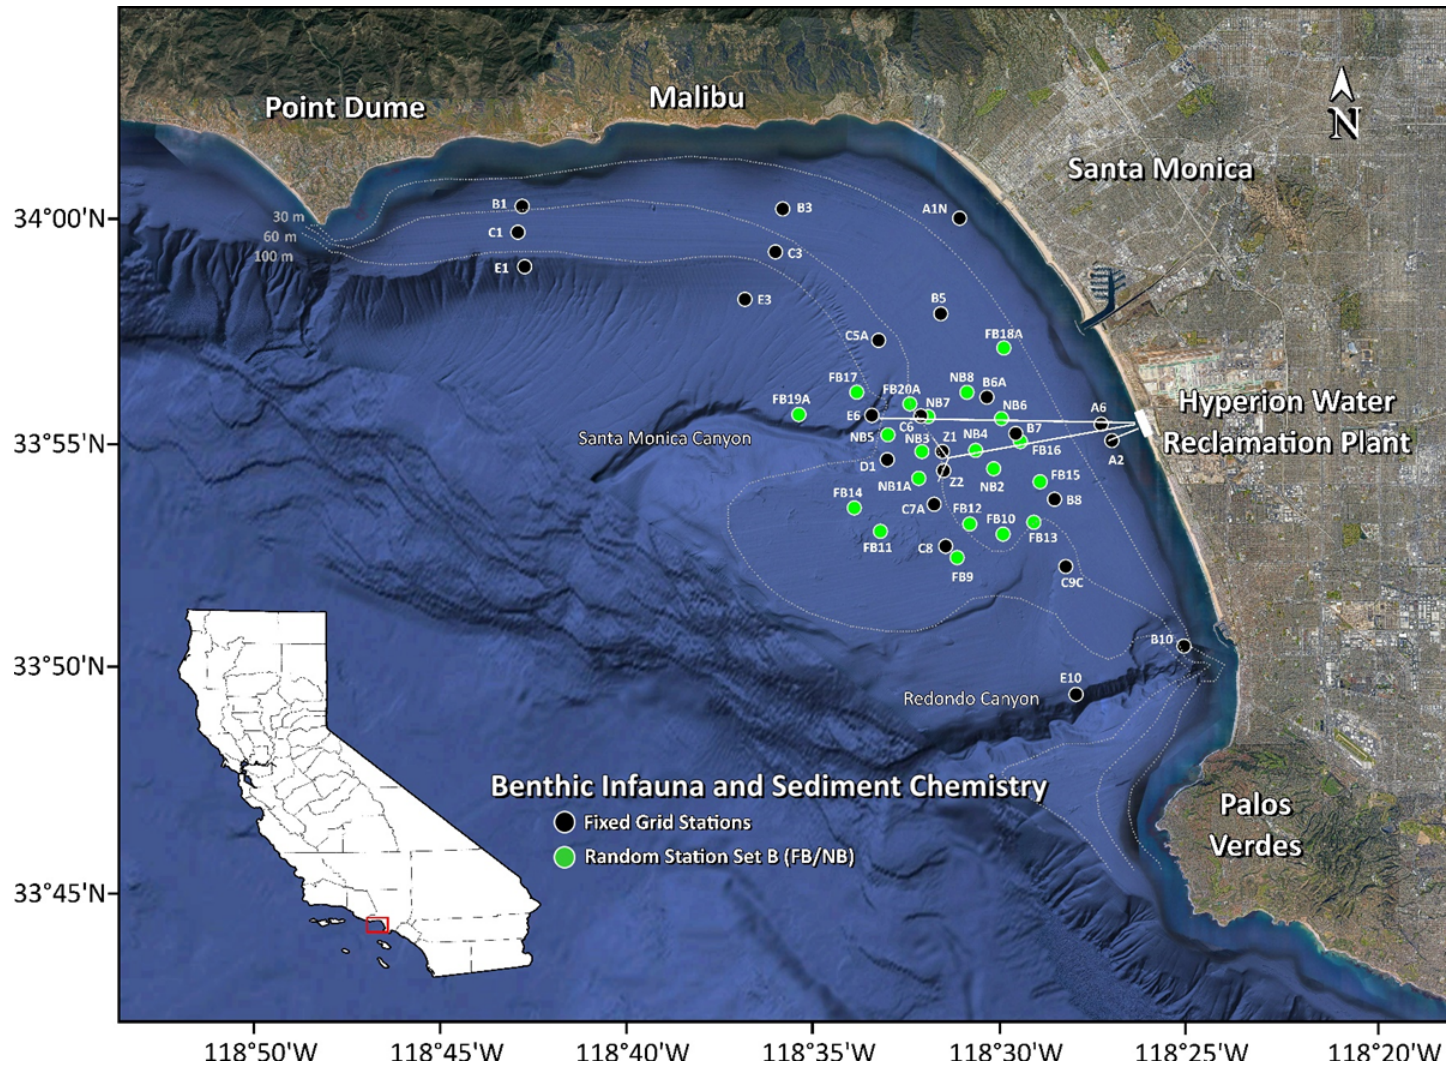 Point Dume
Malibu
N
Santa Monica
34°00'N
33°55'N
33°50'N
33°45'N
30 m
60 m
100 m
B1
C1
E1
B3
C3
E3
A1N
B5
C5A
FB18A
FB17
FB20A
NB8
B6A
FB19A
E6
C6
NB7
NB6
A6
Hyperion Water
Reclamation Plant
Santa Monica Canyon
NB5
NB3
Z1
NB4
B7
FB16
A2
D1
Z2
NB2
FB15
NB1A
FB14
C7A
FB12
FB10
B8
FB11
C8
FB13
FB9
C9C
B10
E10
Redondo Canyon
Benthic Infauna and Sediment Chemistry
Fixed Grid Stations
Random Station Set B (FB/NB)
Palos
Verdes
118°50'W
118°45'W
118°40'W
118°35'W
118°30'W
118°25'W
118°20'W